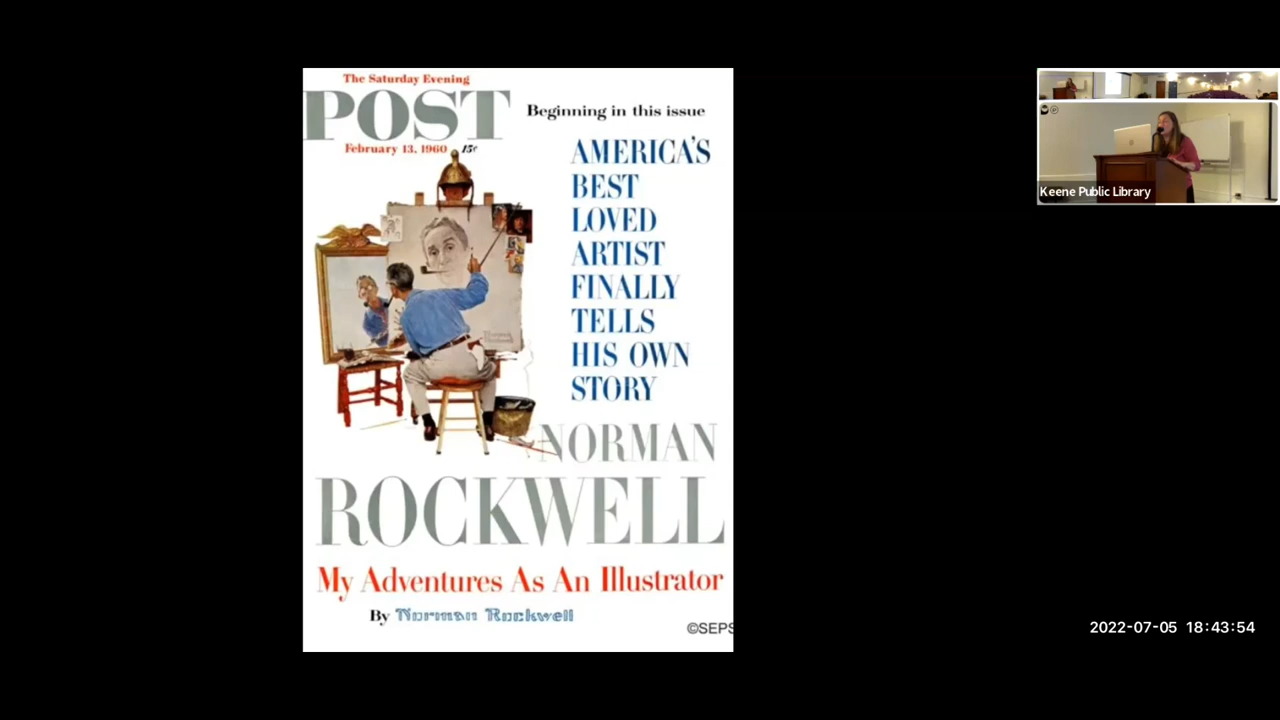 The Saturday Evening
POST
February 13, 1960 15¢
Beginning in this issue
AMERICA'S
BEST
LOVED
ARTIST
FINALLY
TELLS
HIS OWN
STORY
NORMAN
ROCKWELL
My Adventures As An Illustrator
By Norman Rockwell
©SEPS
Keene Public Library
2022-07-05 18:43:54